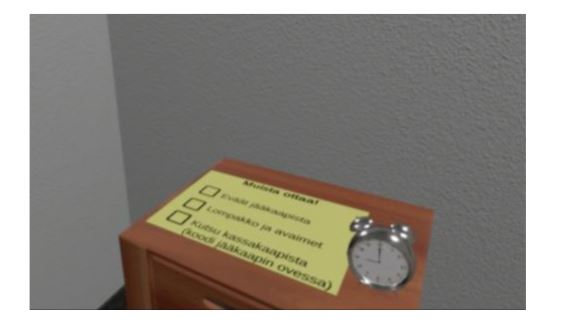 Muista ottaa!
Eväät jääkaapista
Lompakko ja avaimet
Kutsu kassakaapista
(koodi jääkaapin ovessa)